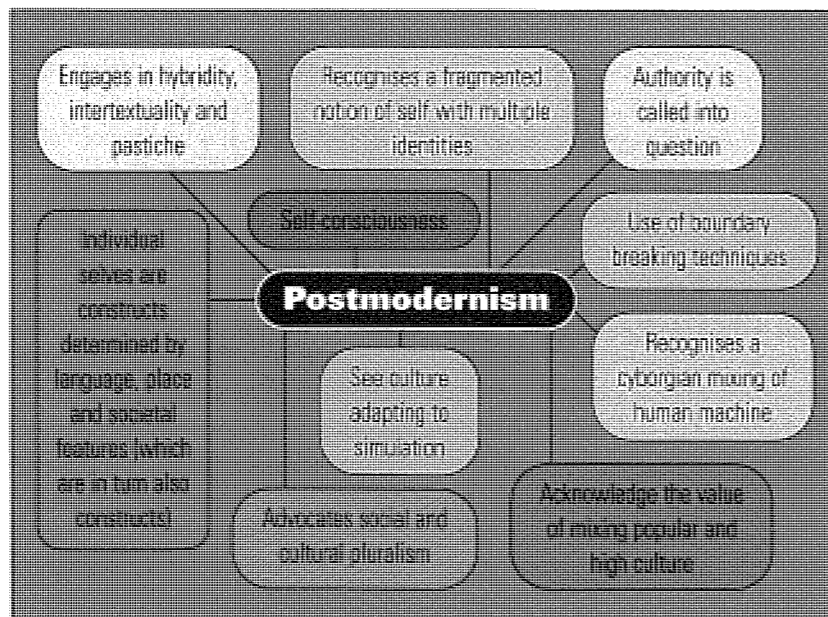 Engages in hybridity,
intertextuality and
pastiche
Recognises a fragmented
notion of self with multiple
identities
Authority is
called into
question
Self-consciousness
Use of boundary
breaking techniques
Individual
selves are
constructs
determined by
language, place
and societal
features (which
are in turn also
constructs)
Postmodernism
Recognises a
cyborgian mixing of
human machine
See culture
adapting to
simulation
Advocates social and
cultural pluralism
Acknowledge the value
of mixing popular and
high culture